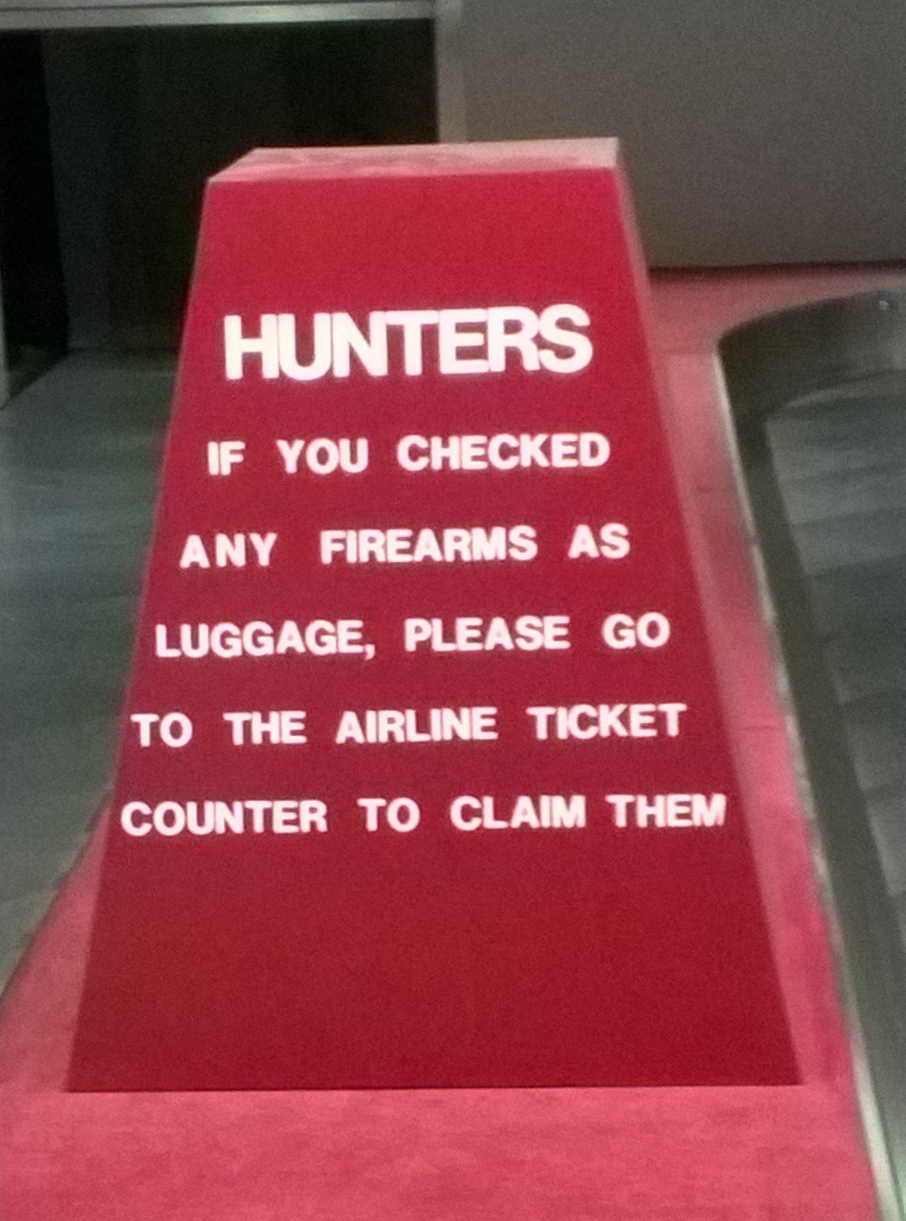 HUNTERS
IF YOU CHECKED
ANY FIREARMS AS
LUGGAGE, PLEASE GO
TO THE AIRLINE TICKET
COUNTER TO CLAIM THEM